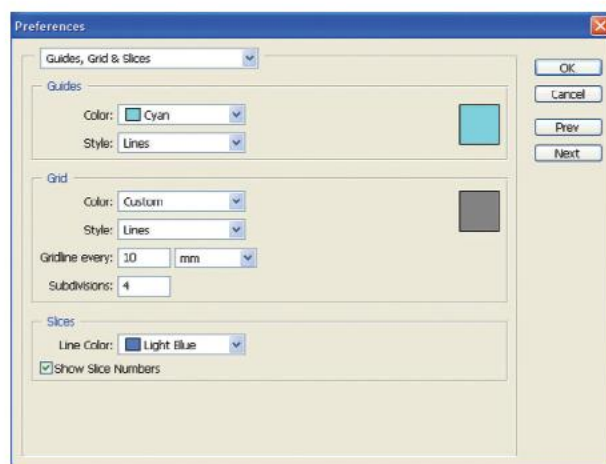 Preferences
Guides, Grid & Slices
OK
Cancel
Prev
Next
Guides
Color: Cyan
Style: Lines
Grid
Color: Custom
Style: Lines
Gridline every: 10 mm
Subdivisions: 4
Slices
Line Color: Light Blue
Show Slice Numbers